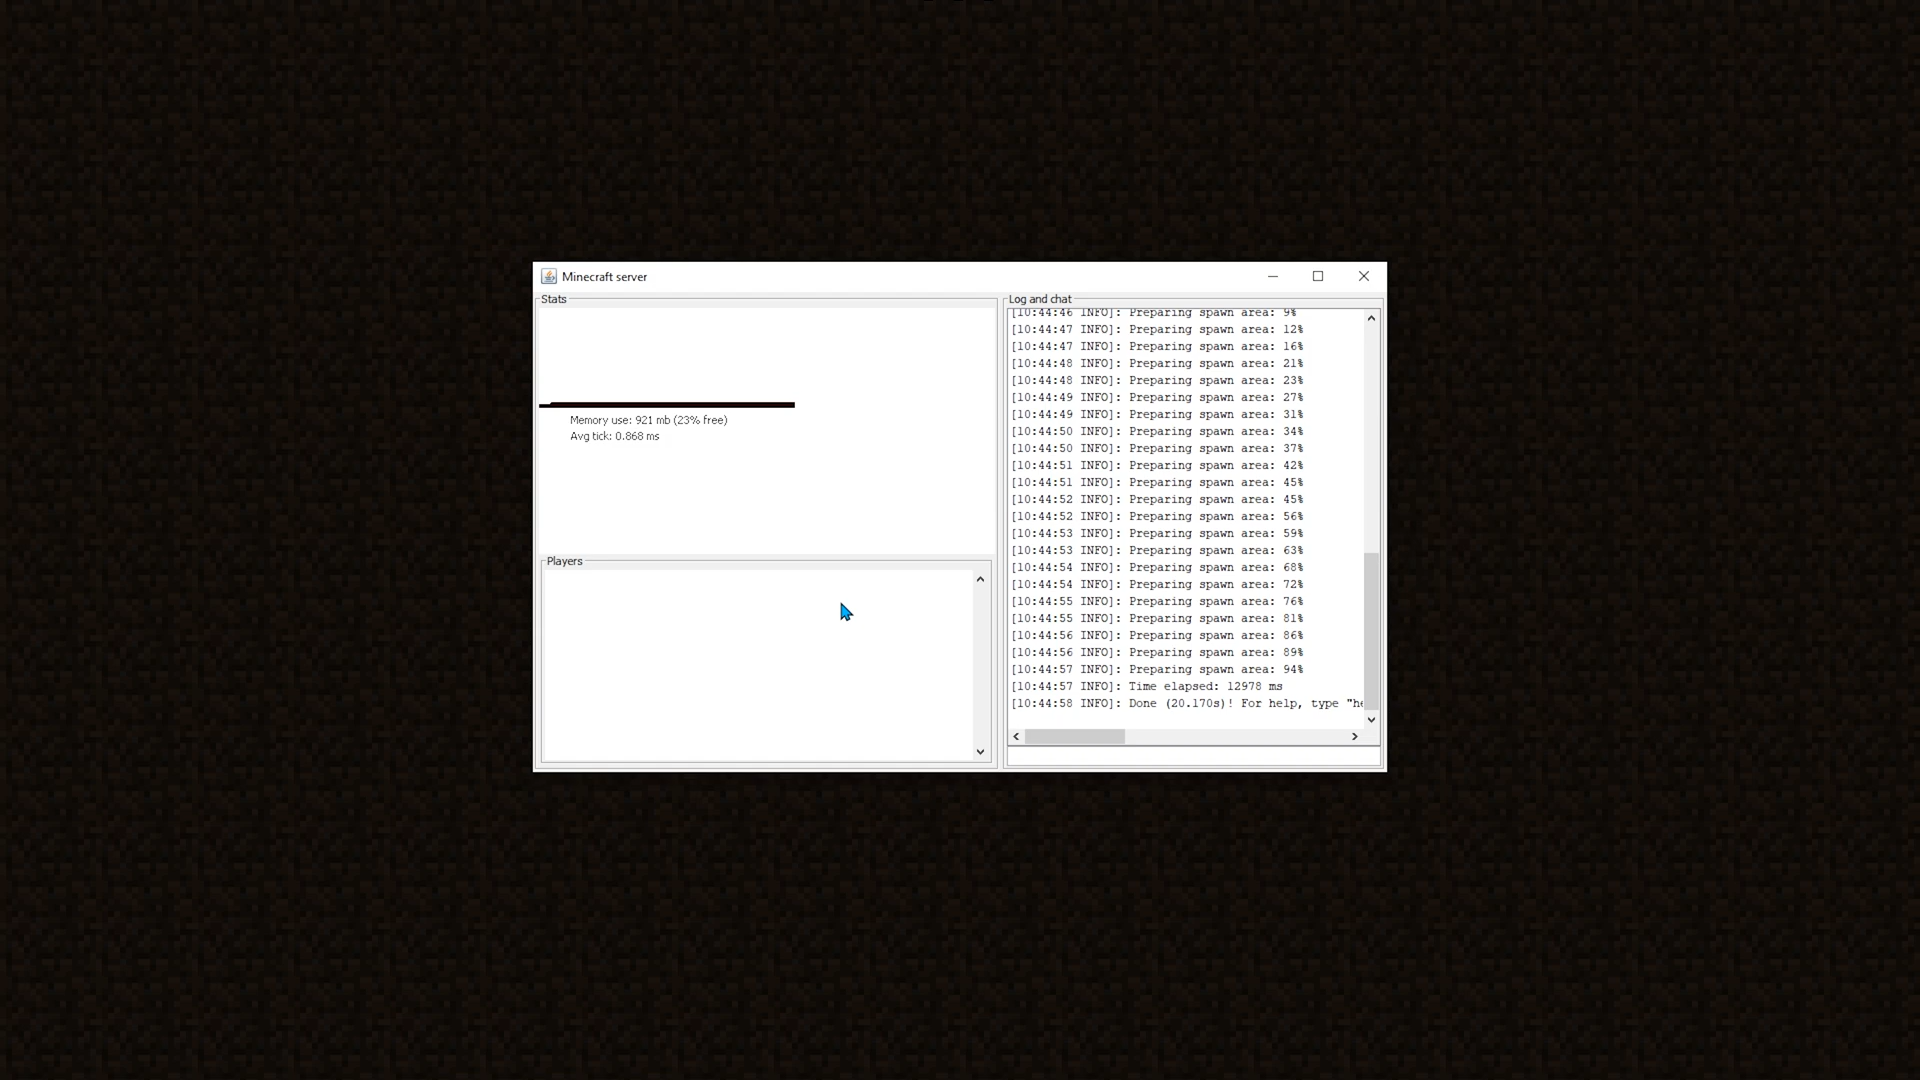 Minecraft server
Stats
Memory use: 921 mb (23% free)
Avg tick: 0.868 ms
Players
Log and chat
[10:44:46 INFO]: Preparing spawn area: 9%
[10:44:47 INFO]: Preparing spawn area: 12%
[10:44:47 INFO]: Preparing spawn area: 16%
[10:44:48 INFO]: Preparing spawn area: 21%
[10:44:48 INFO]: Preparing spawn area: 23%
[10:44:49 INFO]: Preparing spawn area: 27%
[10:44:49 INFO]: Preparing spawn area: 31%
[10:44:50 INFO]: Preparing spawn area: 34%
[10:44:50 INFO]: Preparing spawn area: 37%
[10:44:51 INFO]: Preparing spawn area: 42%
[10:44:51 INFO]: Preparing spawn area: 45%
[10:44:52 INFO]: Preparing spawn area: 45%
[10:44:52 INFO]: Preparing spawn area: 56%
[10:44:53 INFO]: Preparing spawn area: 59%
[10:44:53 INFO]: Preparing spawn area: 63%
[10:44:54 INFO]: Preparing spawn area: 68%
[10:44:54 INFO]: Preparing spawn area: 72%
[10:44:55 INFO]: Preparing spawn area: 76%
[10:44:55 INFO]: Preparing spawn area: 81%
[10:44:56 INFO]: Preparing spawn area: 86%
[10:44:56 INFO]: Preparing spawn area: 89%
[10:44:57 INFO]: Preparing spawn area: 94%
[10:44:57 INFO]: Time elapsed: 12978 ms
[10:44:58 INFO]: Done (20.170s)! For help, type "he